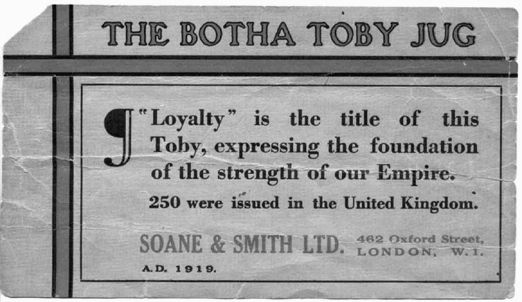 THE BOTHA TOBY JUG
¶ "Loyalty" is the title of this
Toby, expressing the foundation
of the strength of our Empire.
250 were issued in the United Kingdom.
SOANE & SMITH LTD. 462 Oxford Street,
LONDON, W.1.
A.D. 1919.